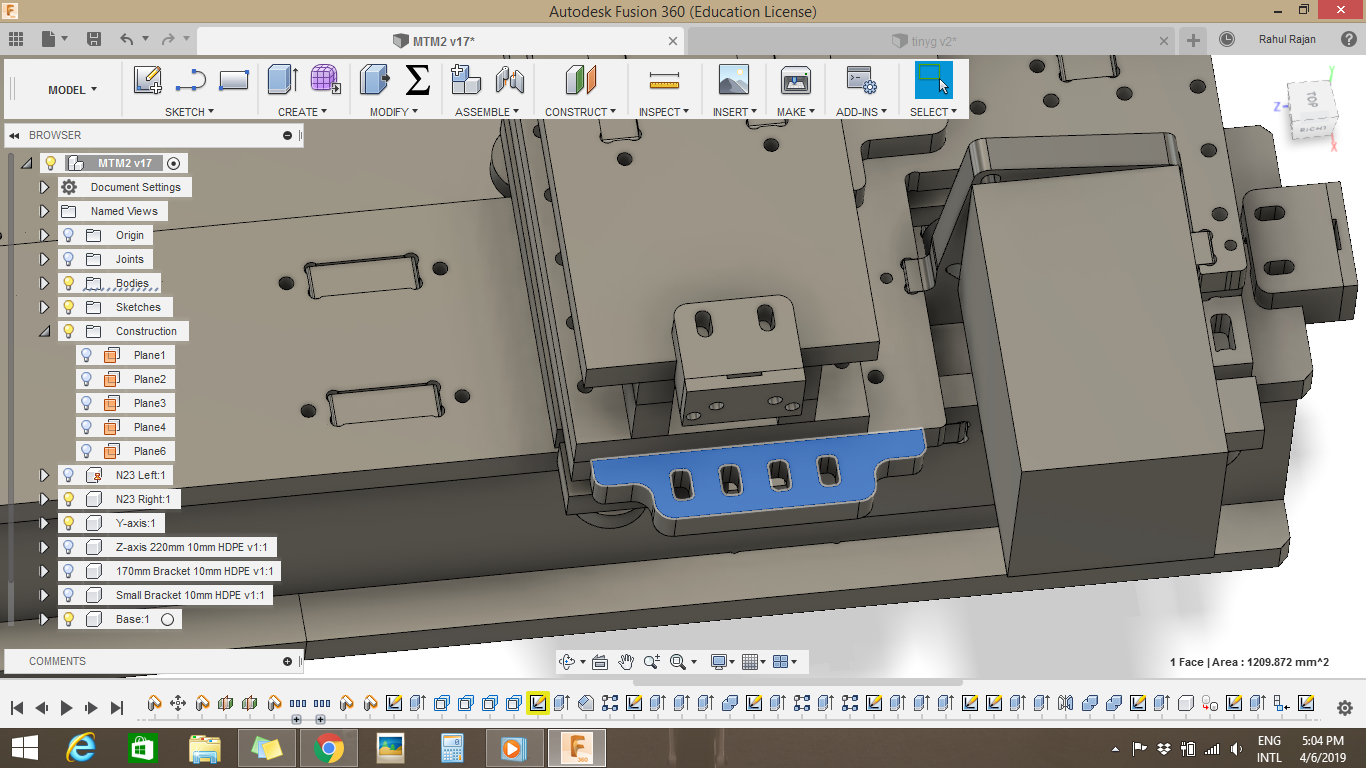 Autodesk Fusion 360 (Education License)
MTM2 v17*
tinyg v2*
Rahul Rajan
MODEL
SKETCH
CREATE
MODIFY
ASSEMBLE
CONSTRUCT
INSPECT
INSERT
MAKE
ADD-INS
SELECT
BROWSER
MTM2 v17
Document Settings
Named Views
Origin
Joints
Bodies
Sketches
Construction
Plane1
Plane2
Plane3
Plane4
Plane6
N23 Left:1
N23 Right:1
Y-axis:1
Z-axis 220mm 10mm HDPE v1:1
170mm Bracket 10mm HDPE v1:1
Small Bracket 10mm HDPE v1:1
Base:1
Y
Z
TOP
RIGHT
X
COMMENTS
1 Face | Area : 1209.872 mm^2
ENG
INTL
5:04 PM
4/6/2019